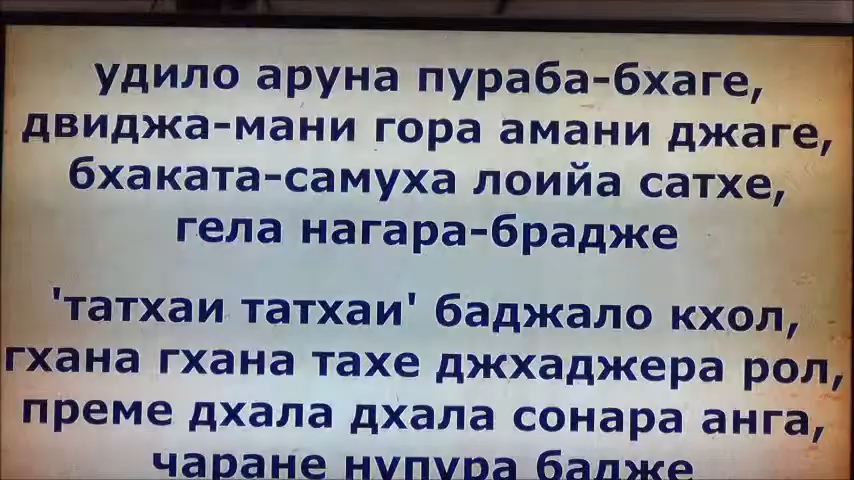 удило аруна пураба-бхаге,
двиджа-мани гора амани джаге,
бхаката-самуха лоийа сатхе,
гела нагара-брадже
'татхаи татхаи' баджало кхол,
гхана гхана тахе джхаджера рол,
преме дхала дхала сонара анга,
чаране нупура бадже